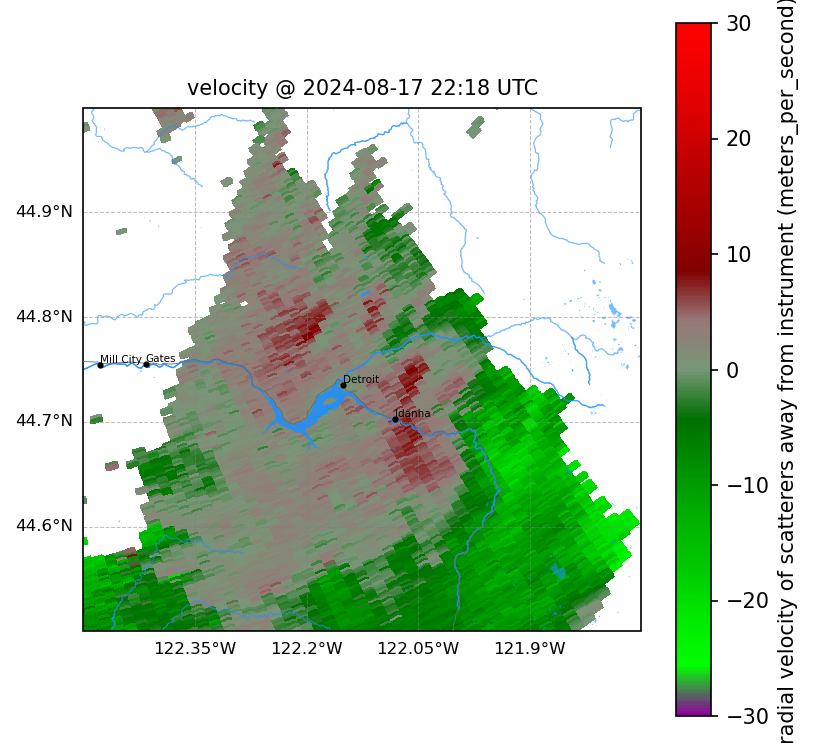 velocity @ 2024-08-17 22:18 UTC
44.9°N
44.8°N
44.7°N
44.6°N
Mill City
Gates
Detroit
Idanha
122.35°W
122.2°W
122.05°W
121.9°W
30
20
10
0
−10
−20
−30
radial velocity of scatterers away from instrument (meters_per_second)